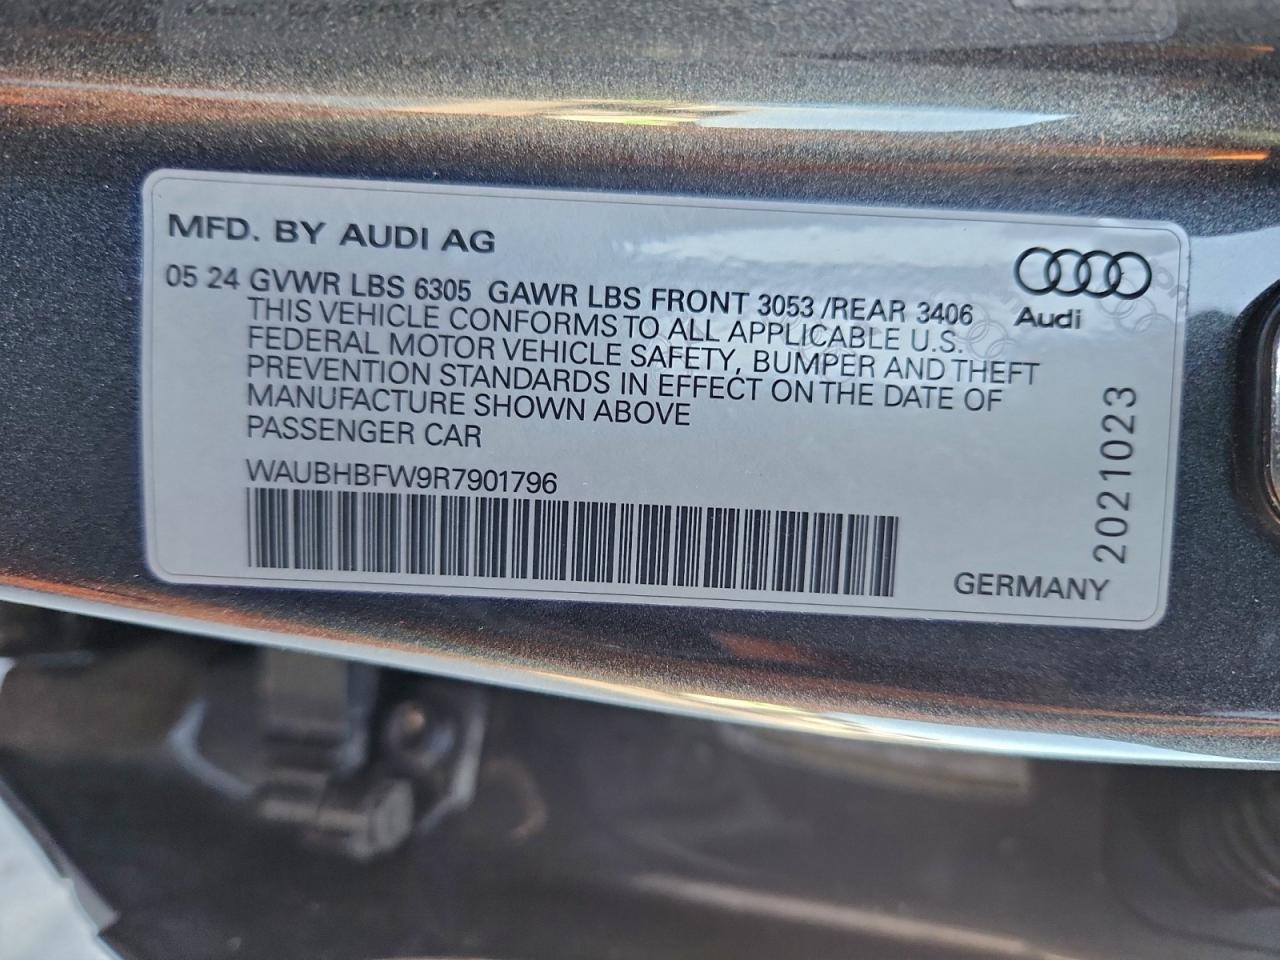 MFD. BY AUDI AG
05 24 GVWR LBS 6305 GAWR LBS FRONT 3053 /REAR 3406
THIS VEHICLE CONFORMS TO ALL APPLICABLE U.S.
FEDERAL MOTOR VEHICLE SAFETY, BUMPER AND THEFT
PREVENTION STANDARDS IN EFFECT ON THE DATE OF
MANUFACTURE SHOWN ABOVE
PASSENGER CAR
WAUBHBFW9R7901796
Audi
2021023
GERMANY